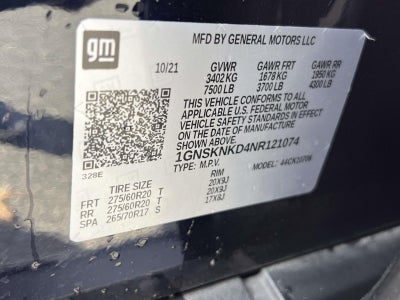 gm
MFD BY GENERAL MOTORS LLC
10/21 GVWR GAWR FRT GAWR RR
3402 KG 1678 KG 1950 KG
7500 LB 3700 LB 4300 LB
THIS VEHICLE CONFORMS TO ALL
APPLICABLE U.S. FEDERAL MOTOR
VEHICLE SAFETY STANDARDS IN EFFECT
ON THE DATE OF MANUFACTURE
1GNSKNKD4NR121074
328E TYPE: M.P.V. MODEL: 44CK10706
TIRE SIZE RIM
FRT 275/60R20 T 20X9J
RR 275/60R20 T 20X9J
SPA 265/70R17 S 17X8J